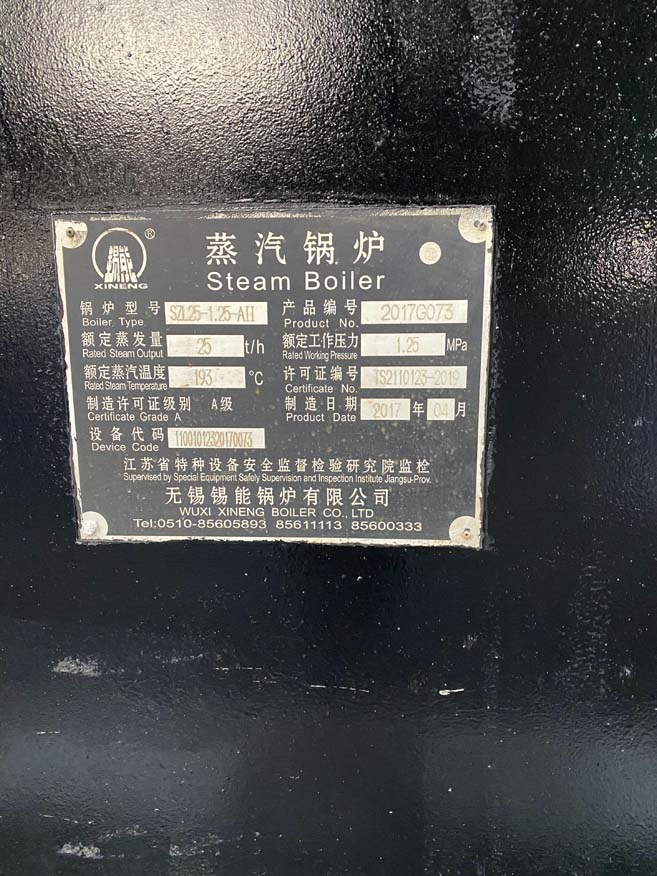 锡能 ®
XINENG
蒸汽锅炉
Steam Boiler
锅炉型号 SZL25-1.25-AII 产品编号 2017G073
Boiler Type Product No.
额定蒸发量 25 t/h 额定工作压力 1.25 MPa
Rated Steam Output Rated Working Pressure
额定蒸汽温度 193 °C 许可证编号 TS2110123-2019
Rated Steam Temperature Certificate No.
制造许可证级别 A级 制造日期 2017 年 04 月
Certificate Grade A Product Date
设备代码 11001012320170073
Device Code
江苏省特种设备安全监督检验研究院监检
Supervised by Special Equipment Safely Supervision and Inspection Institute Jiangsu-Prov.
无锡锡能锅炉有限公司
WUXI XINENG BOILER CO.,LTD
Tel:0510-85605893 85611113 85600333